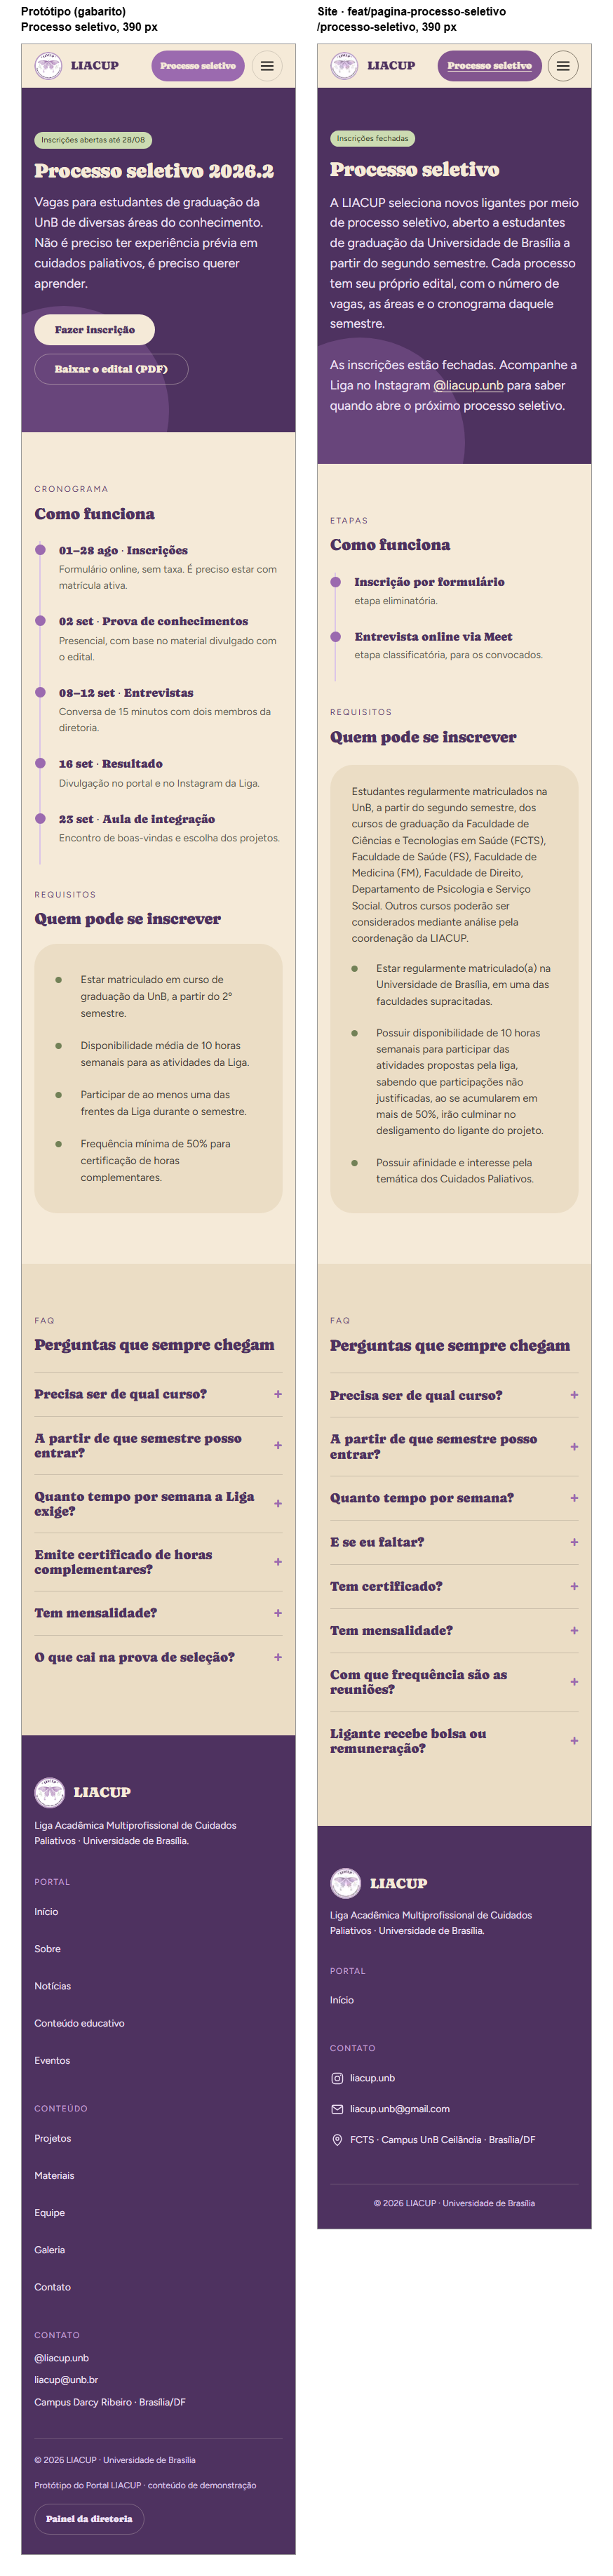 Protótipo (gabarito)
Processo seletivo, 390 px
LIACUP
Processo seletivo
Inscrições abertas até 28/08
Processo seletivo 2026.2
Vagas para estudantes de graduação da
UnB de diversas áreas do conhecimento.
Não é preciso ter experiência prévia em
cuidados paliativos, é preciso querer
aprender.
Fazer inscrição
Baixar o edital (PDF)
CRONOGRAMA
Como funciona
01–28 ago · Inscrições
Formulário online, sem taxa. É preciso estar com
matrícula ativa.
02 set · Prova de conhecimentos
Presencial, com base no material divulgado com
o edital.
08–12 set · Entrevistas
Conversa de 15 minutos com dois membros da
diretoria.
16 set · Resultado
Divulgação no portal e no Instagram da Liga.
23 set · Aula de integração
Encontro de boas-vindas e escolha dos projetos.
REQUISITOS
Quem pode se inscrever
Estar matriculado em curso de
graduação da UnB, a partir do 2º
semestre.
Disponibilidade média de 10 horas
semanais para as atividades da Liga.
Participar de ao menos uma das
frentes da Liga durante o semestre.
Frequência mínima de 50% para
certificação de horas
complementares.
FAQ
Perguntas que sempre chegam
Precisa ser de qual curso?
+
A partir de que semestre posso
entrar?
+
Quanto tempo por semana a Liga
exige?
+
Emite certificado de horas
complementares?
+
Tem mensalidade?
+
O que cai na prova de seleção?
+
LIACUP
Liga Acadêmica Multiprofissional de Cuidados
Paliativos · Universidade de Brasília.
PORTAL
Início
Sobre
Notícias
Conteúdo educativo
Eventos
CONTEÚDO
Projetos
Materiais
Equipe
Galeria
Contato
CONTATO
@liacup.unb
liacup@unb.br
Campus Darcy Ribeiro · Brasília/DF
© 2026 LIACUP · Universidade de Brasília
Protótipo do Portal LIACUP · conteúdo de demonstração
Painel da diretoria
Site · feat/pagina-processo-seletivo
/processo-seletivo, 390 px
LIACUP
Processo seletivo
Inscrições fechadas
Processo seletivo
A LIACUP seleciona novos ligantes por meio
de processo seletivo, aberto a estudantes
de graduação da Universidade de Brasília a
partir do segundo semestre. Cada processo
tem seu próprio edital, com o número de
vagas, as áreas e o cronograma daquele
semestre.
As inscrições estão fechadas. Acompanhe a
Liga no Instagram @liacup.unb para saber
quando abre o próximo processo seletivo.
ETAPAS
Como funciona
Inscrição por formulário
etapa eliminatória.
Entrevista online via Meet
etapa classificatória, para os convocados.
REQUISITOS
Quem pode se inscrever
Estudantes regularmente matriculados na
UnB, a partir do segundo semestre, dos
cursos de graduação da Faculdade de
Ciências e Tecnologias em Saúde (FCTS),
Faculdade de Saúde (FS), Faculdade de
Medicina (FM), Faculdade de Direito,
Departamento de Psicologia e Serviço
Social. Outros cursos poderão ser
considerados mediante análise pela
coordenação da LIACUP.
Estar regularmente matriculado(a) na
Universidade de Brasília, em uma das
faculdades supracitadas.
Possuir disponibilidade de 10 horas
semanais para participar das
atividades propostas pela liga,
sabendo que participações não
justificadas, ao se acumularem em
mais de 50%, irão culminar no
desligamento do ligante do projeto.
Possuir afinidade e interesse pela
temática dos Cuidados Paliativos.
FAQ
Perguntas que sempre chegam
Precisa ser de qual curso?
+
A partir de que semestre posso
entrar?
+
Quanto tempo por semana?
+
E se eu faltar?
+
Tem certificado?
+
Tem mensalidade?
+
Com que frequência são as
reuniões?
+
Ligante recebe bolsa ou
remuneração?
+
LIACUP
Liga Acadêmica Multiprofissional de Cuidados
Paliativos · Universidade de Brasília.
PORTAL
Início
CONTATO
liacup.unb
liacup.unb@gmail.com
FCTS · Campus UnB Ceilândia · Brasília/DF
© 2026 LIACUP · Universidade de Brasília